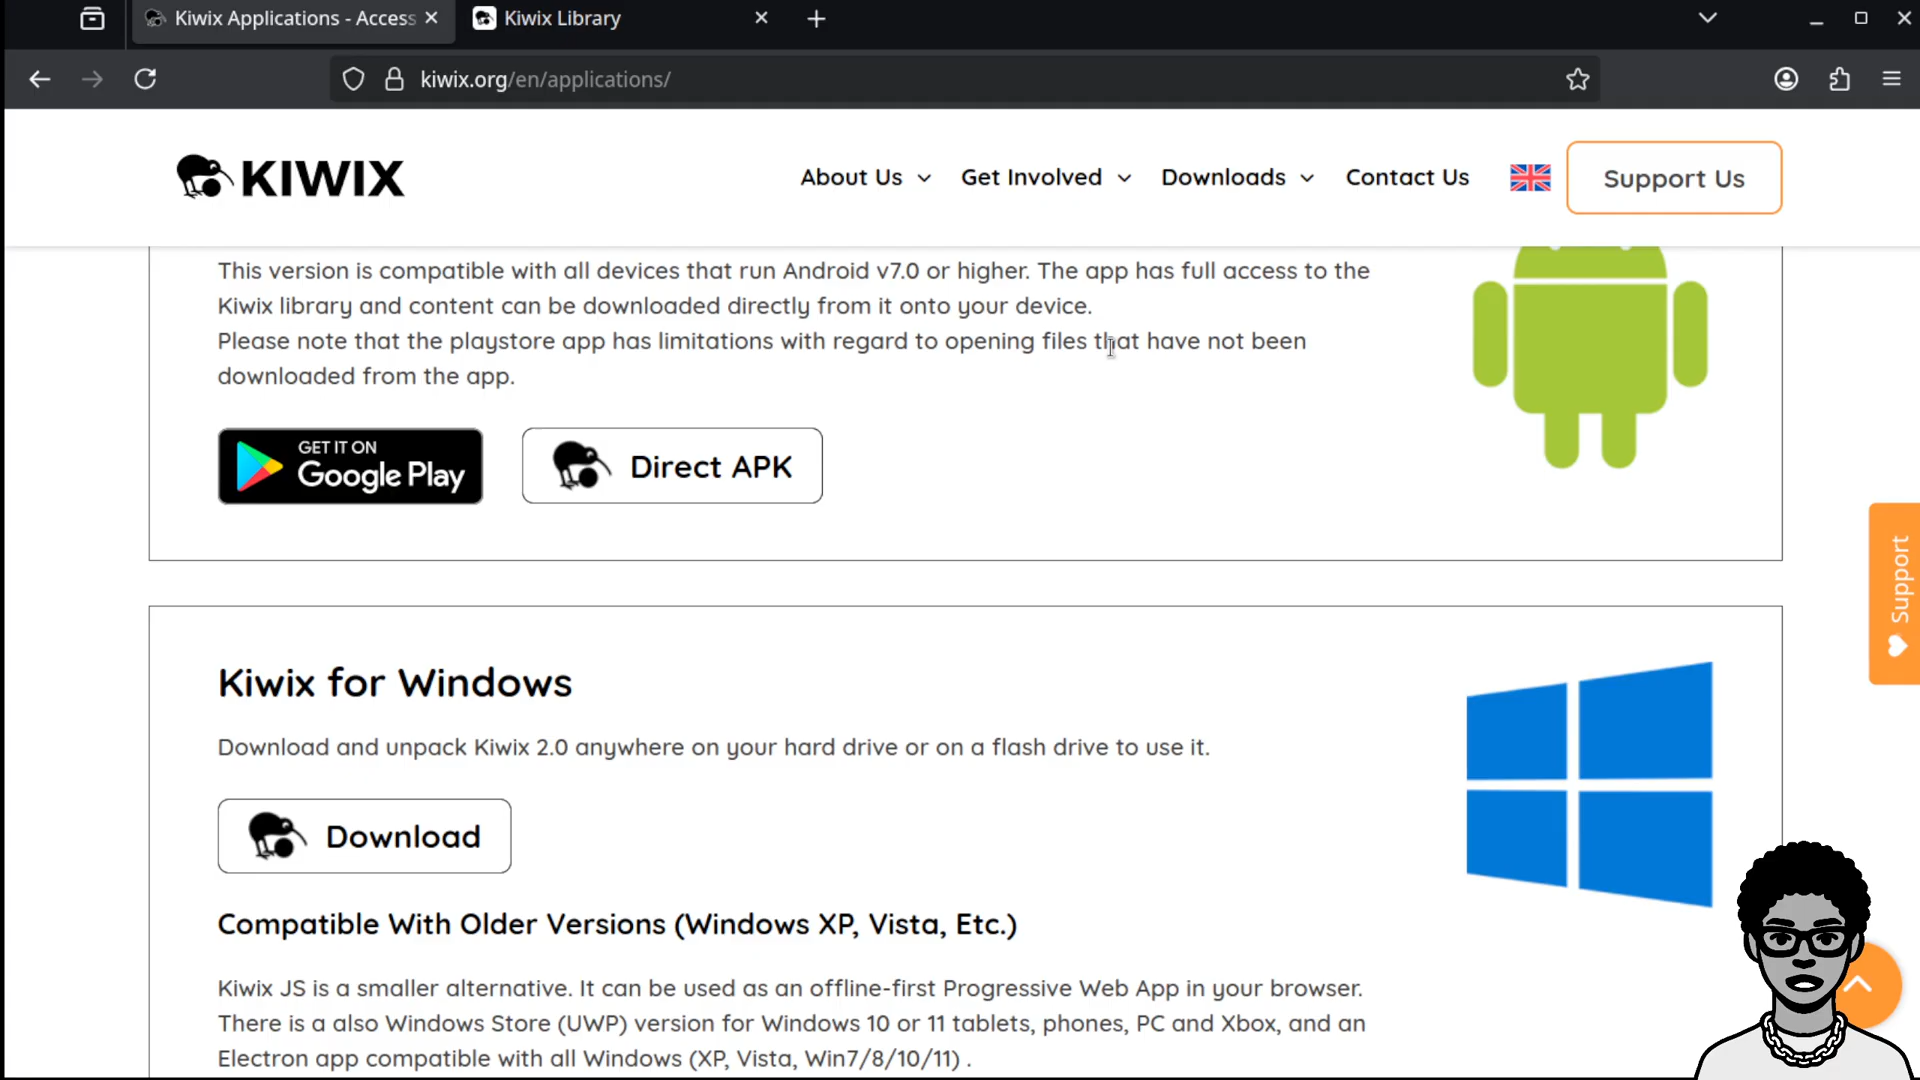 Kiwix Applications - Access
Kiwix Library
kiwix.org/en/applications/
KIWIX
About Us
Get Involved
Downloads
Contact Us
Support Us
This version is compatible with all devices that run Android v7.0 or higher. The app has full access to the
Kiwix library and content can be downloaded directly from it onto your device.
Please note that the playstore app has limitations with regard to opening files that have not been
downloaded from the app.
GET IT ON
Google Play
Direct APK
Support
Kiwix for Windows
Download and unpack Kiwix 2.0 anywhere on your hard drive or on a flash drive to use it.
Download
Compatible With Older Versions (Windows XP, Vista, Etc.)
Kiwix JS is a smaller alternative. It can be used as an offline-first Progressive Web App in your browser.
There is a also Windows Store (UWP) version for Windows 10 or 11 tablets, phones, PC and Xbox, and an
Electron app compatible with all Windows (XP, Vista, Win7/8/10/11) .